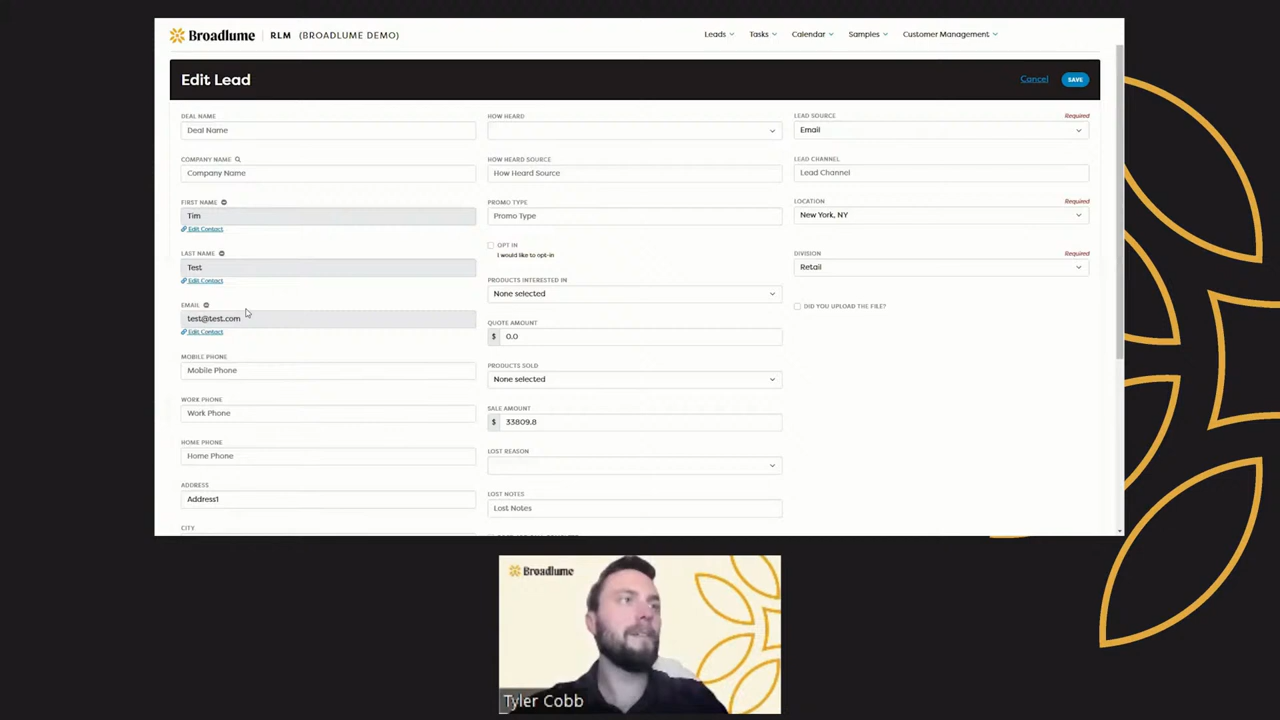 Broadlume RLM (BROADLUME DEMO) Leads Tasks Calendar Samples Customer Management
Edit Lead Cancel SAVE
DEAL NAME
Deal Name
COMPANY NAME
Company Name
FIRST NAME
Tim
Edit Contact
LAST NAME
Test
Edit Contact
EMAIL
test@test.com
Edit Contact
MOBILE PHONE
Mobile Phone
WORK PHONE
Work Phone
HOME PHONE
Home Phone
ADDRESS
Address1
CITY
HOW HEARD
HOW HEARD SOURCE
How Heard Source
PROMO TYPE
Promo Type
OPT IN
I would like to opt-in
PRODUCTS INTERESTED IN
None selected
QUOTE AMOUNT
$ 0.0
PRODUCTS SOLD
None selected
SALE AMOUNT
$ 33809.8
LOST REASON
LOST NOTES
Lost Notes
LEAD SOURCE Required
Email
LEAD CHANNEL
Lead Channel
LOCATION Required
New York, NY
DIVISION Required
Retail
DID YOU UPLOAD THE FILE?
Broadlume
Tyler Cobb